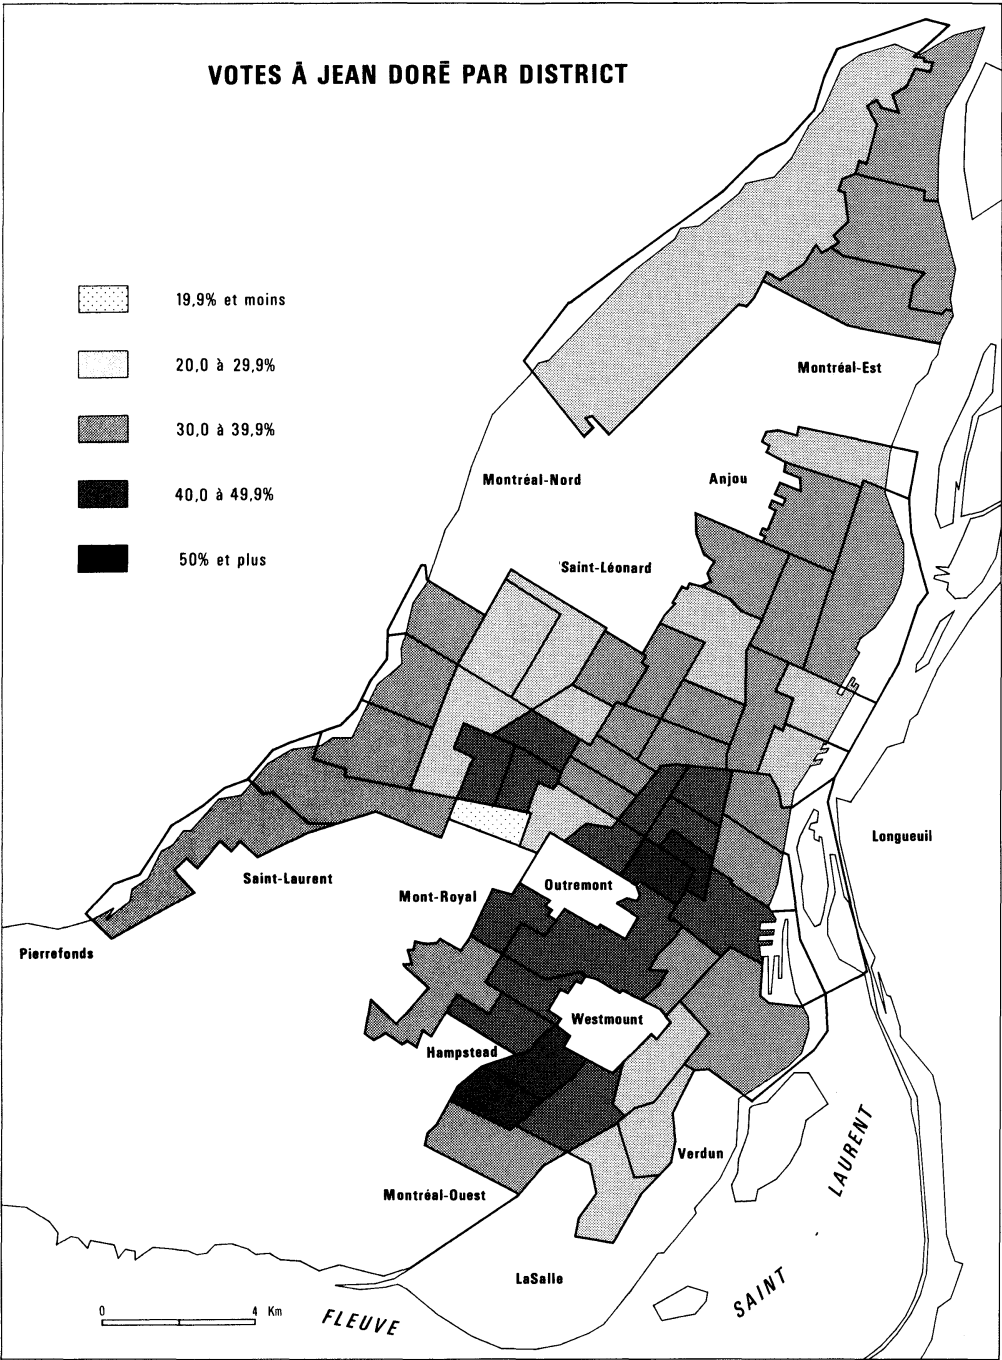 VOTES À JEAN DORÉ PAR DISTRICT
19,9% et moins
20,0 à 29,9%
30,0 à 39,9%
40,0 à 49,9%
50% et plus
Montréal-Est
Montréal-Nord
Anjou
Saint-Léonard
Longueuil
Saint-Laurent
Outremont
Mont-Royal
Pierrefonds
Westmount
Hampstead
Verdun
LAURENT
Montréal-Ouest
LaSalle
SAINT
0 4 Km
FLEUVE